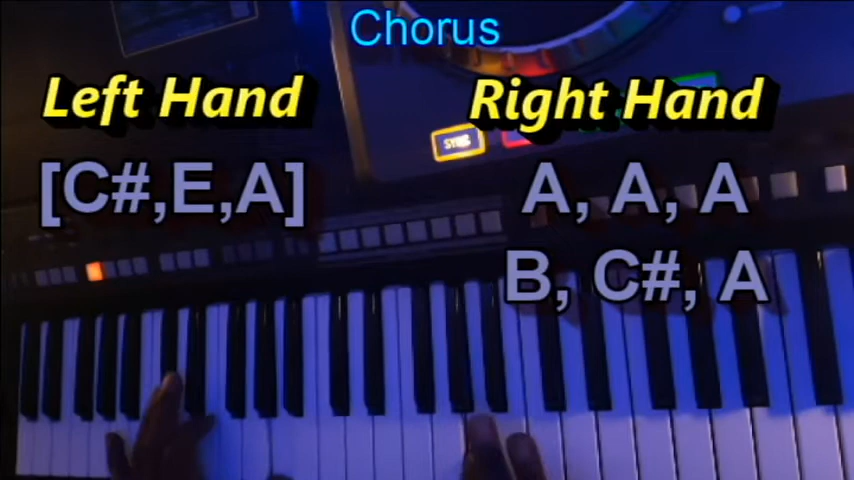 Chorus
Left Hand
Right Hand
[C#,E,A]
A, A, A
B, C#, A
SYNC